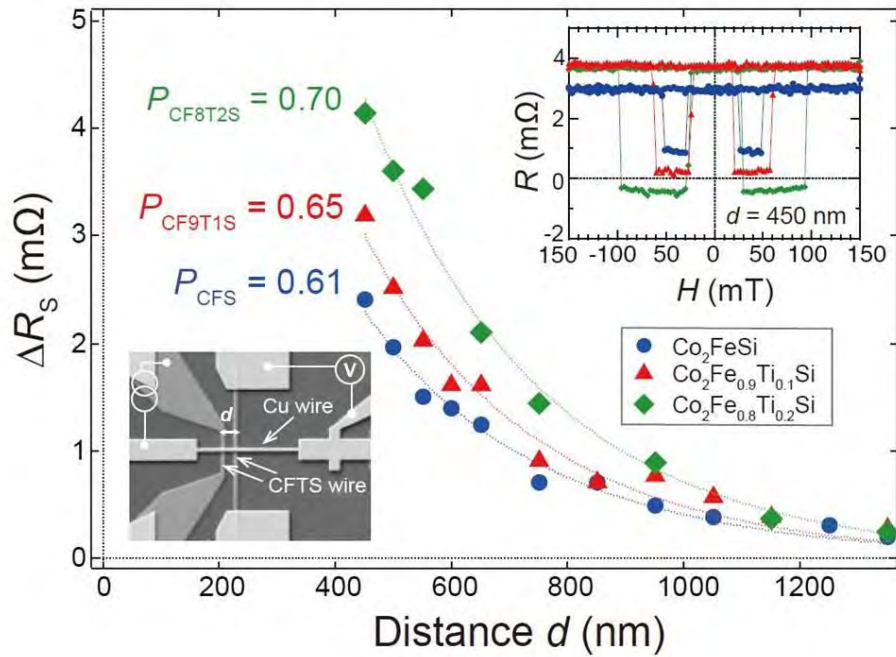 5
4
3
2
1
0
ΔR_S (mΩ)
P_CF8T2S = 0.70
P_CF9T1S = 0.65
P_CFS = 0.61
4
2
0
-2
R (mΩ)
d = 450 nm
150 -100 -50 0 50 100 150
H (mT)
Co₂FeSi
Co₂Fe₀.₉Ti₀.₁Si
Co₂Fe₀.₈Ti₀.₂Si
V
d
Cu wire
CFTS wire
0 200 400 600 800 1000 1200
Distance d (nm)